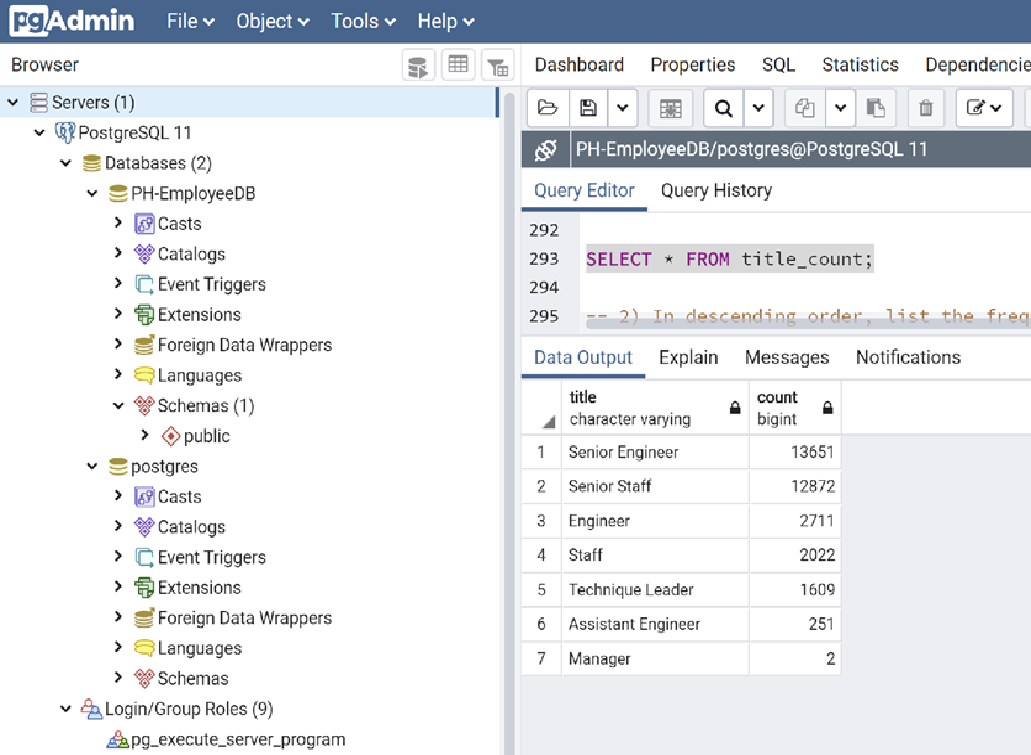 pgAdmin File Object Tools Help
Browser
Servers (1)
PostgreSQL 11
Databases (2)
PH-EmployeeDB
Casts
Catalogs
Event Triggers
Extensions
Foreign Data Wrappers
Languages
Schemas (1)
public
postgres
Casts
Catalogs
Event Triggers
Extensions
Foreign Data Wrappers
Languages
Schemas
Login/Group Roles (9)
pg_execute_server_program
Dashboard Properties SQL Statistics Dependencie
PH-EmployeeDB/postgres@PostgreSQL 11
Query Editor Query History
292
293 SELECT * FROM title_count;
294
295 -- 2) In descending order, list the freq
Data Output Explain Messages Notifications
title count
character varying bigint
1 Senior Engineer 13651
2 Senior Staff 12872
3 Engineer 2711
4 Staff 2022
5 Technique Leader 1609
6 Assistant Engineer 251
7 Manager 2